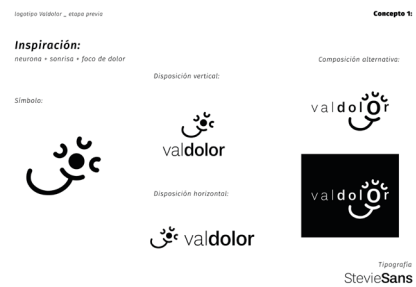 logotipo Valdolor _ etapa previa
Concepto 1:
Inspiración:
neurona + sonrisa + foco de dolor
Símbolo:
Disposición vertical:
valdolor
Disposición horizontal:
valdolor
Composición alternativa:
valdolor
valdolor
Tipografía
StevieSans